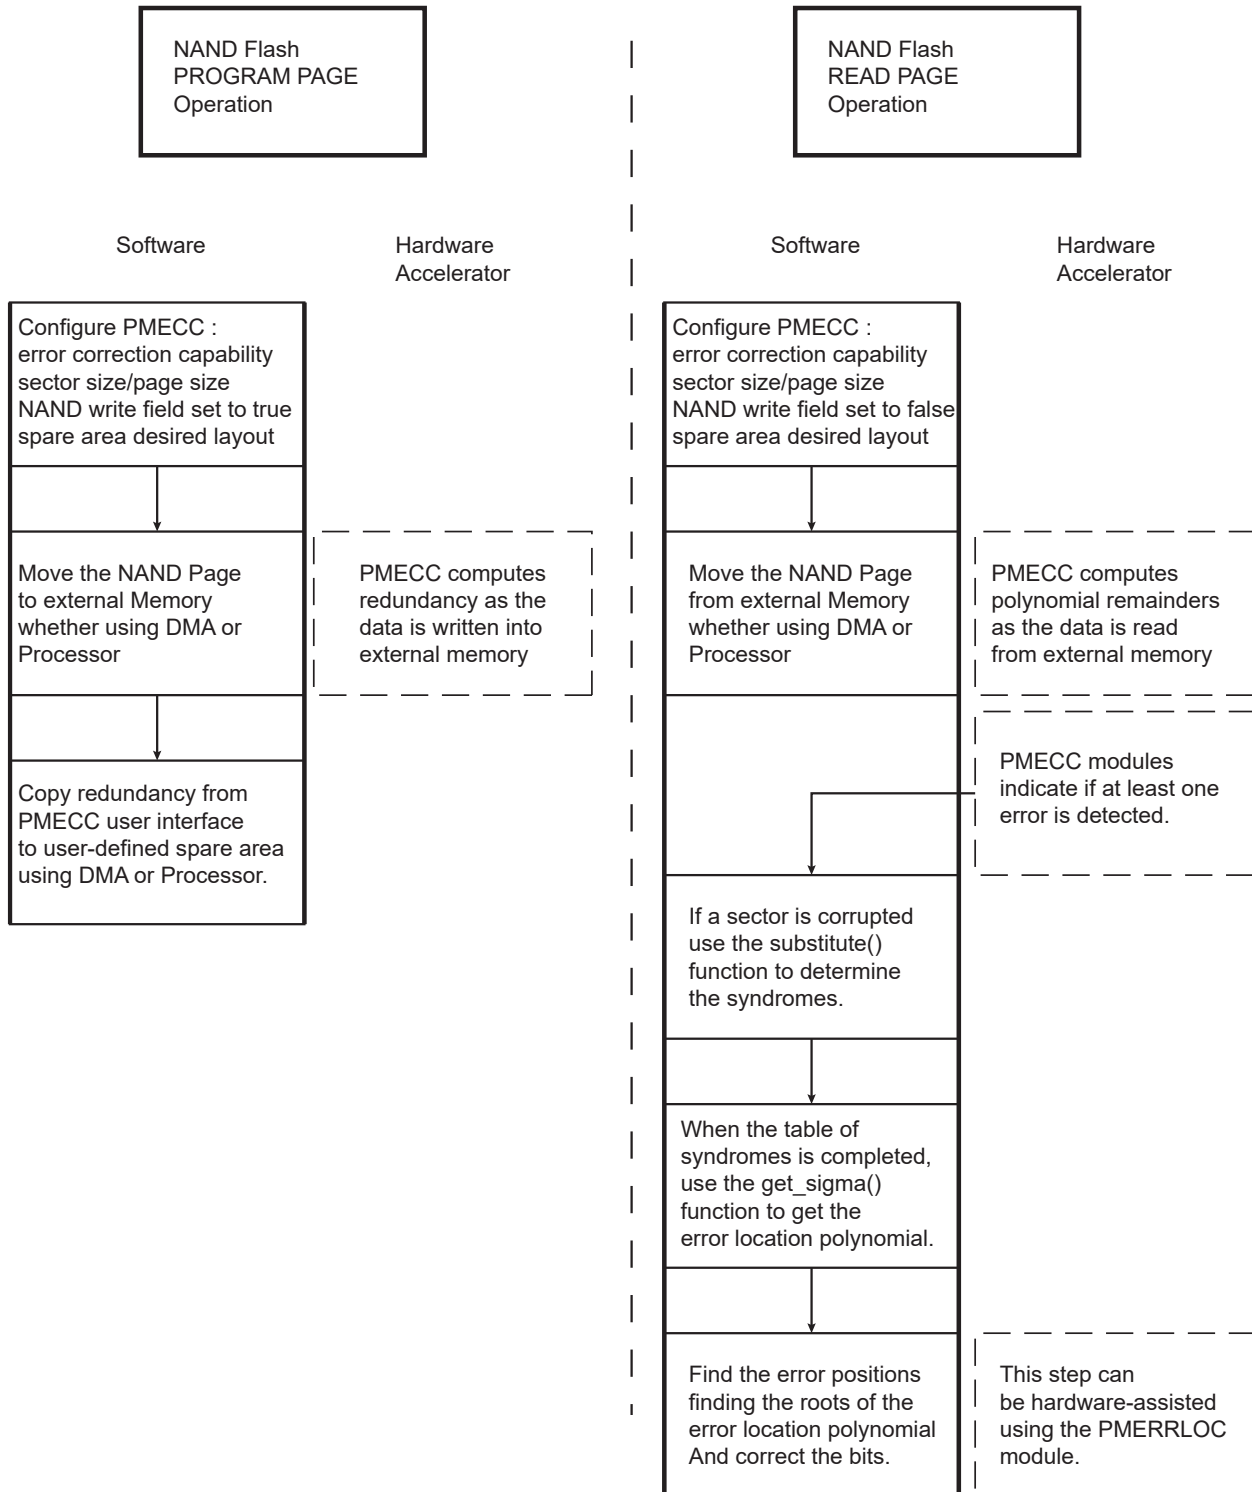 NAND Flash
PROGRAM PAGE
Operation
Software
Hardware
Accelerator
Configure PMECC :
error correction capability
sector size/page size
NAND write field set to true
spare area desired layout
Move the NAND Page
to external Memory
whether using DMA or
Processor
PMECC computes
redundancy as the
data is written into
external memory
Copy redundancy from
PMECC user interface
to user-defined spare area
using DMA or Processor.
NAND Flash
READ PAGE
Operation
Software
Hardware
Accelerator
Configure PMECC :
error correction capability
sector size/page size
NAND write field set to false
spare area desired layout
Move the NAND Page
from external Memory
whether using DMA or
Processor
PMECC computes
polynomial remainders
as the data is read
from external memory
PMECC modules
indicate if at least one
error is detected.
If a sector is corrupted
use the substitute()
function to determine
the syndromes.
When the table of
syndromes is completed,
use the get_sigma()
function to get the
error location polynomial.
Find the error positions
finding the roots of the
error location polynomial
And correct the bits.
This step can
be hardware-assisted
using the PMERRLOC
module.